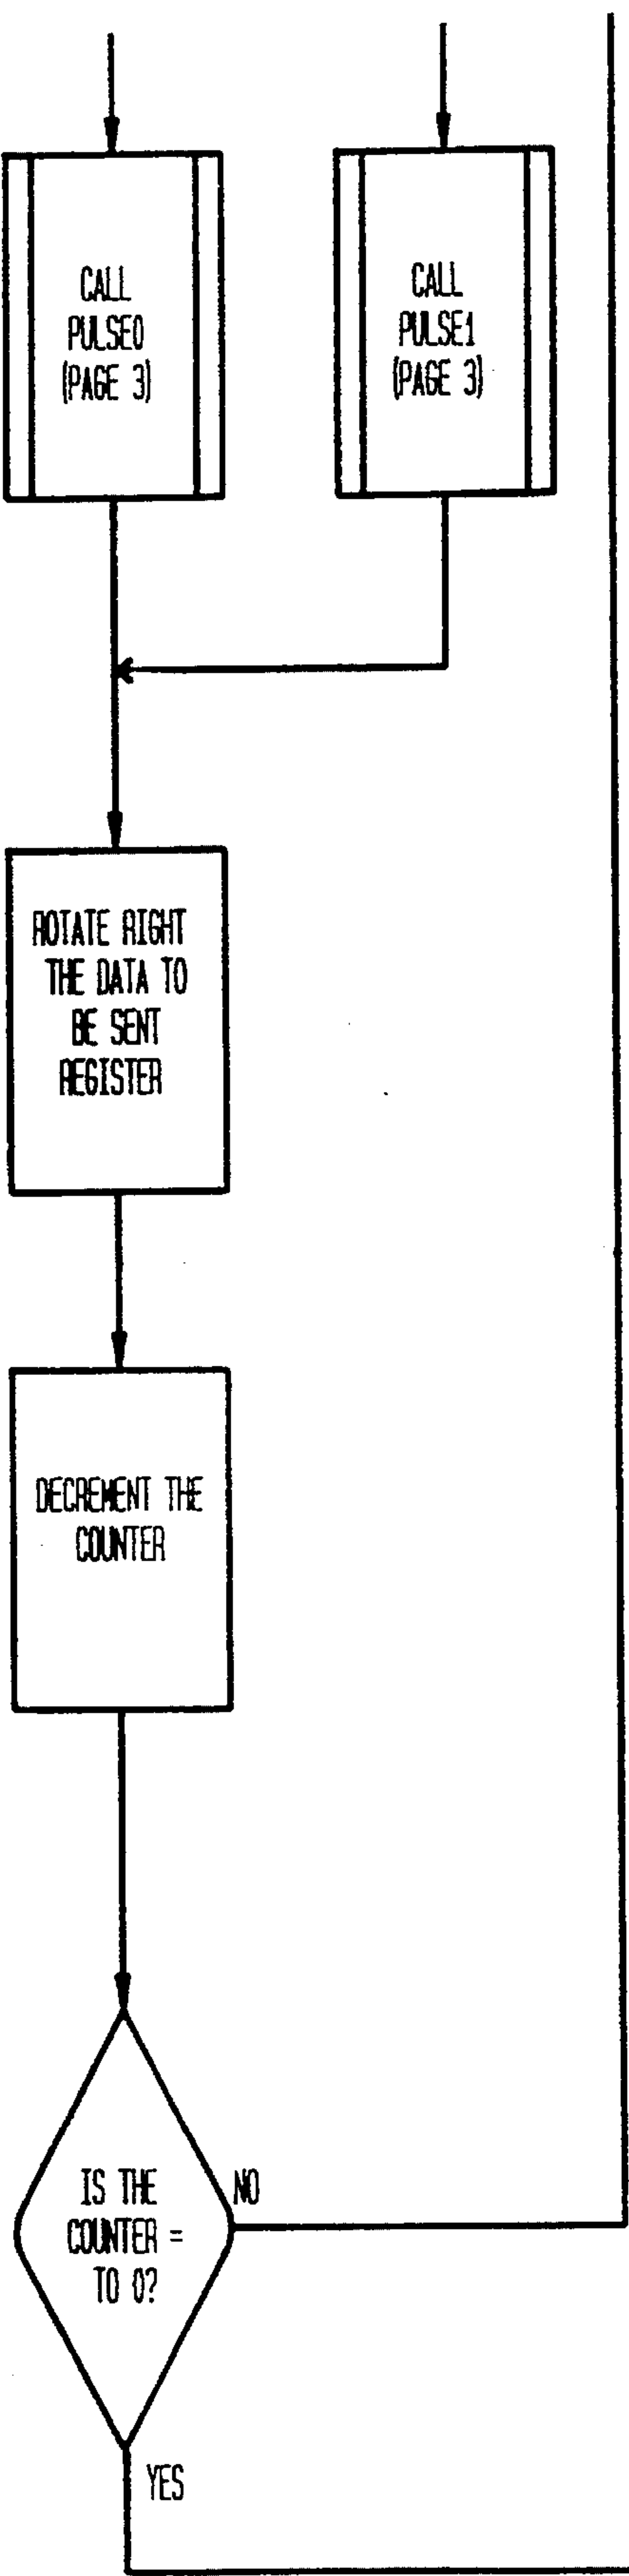 CALL
PULSE0
(PAGE 3)
CALL
PULSE1
(PAGE 3)
ROTATE RIGHT
THE DATA TO
BE SENT
REGISTER
DECREMENT THE
COUNTER
IS THE
COUNTER =
TO 0?
NO
YES